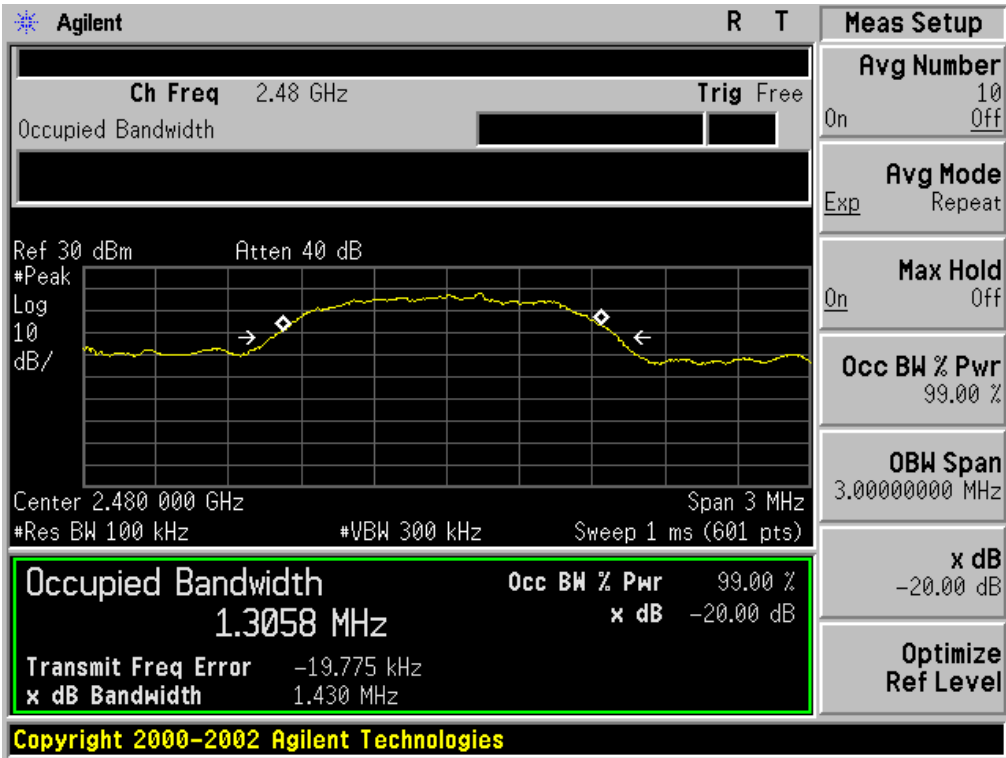 Agilent R T
Ch Freq 2.48 GHz Trig Free
Occupied Bandwidth
Ref 30 dBm Atten 40 dB
#Peak
Log
10
dB/
Center 2.480 000 GHz Span 3 MHz
#Res BW 100 kHz #VBW 300 kHz Sweep 1 ms (601 pts)
Occupied Bandwidth Occ BW % Pwr 99.00 %
1.3058 MHz x dB -20.00 dB
Transmit Freq Error -19.775 kHz
x dB Bandwidth 1.430 MHz
Copyright 2000-2002 Agilent Technologies
Meas Setup
Avg Number
10
On Off
Avg Mode
Exp Repeat
Max Hold
On Off
Occ BW % Pwr
99.00 %
OBW Span
3.00000000 MHz
x dB
-20.00 dB
Optimize
Ref Level